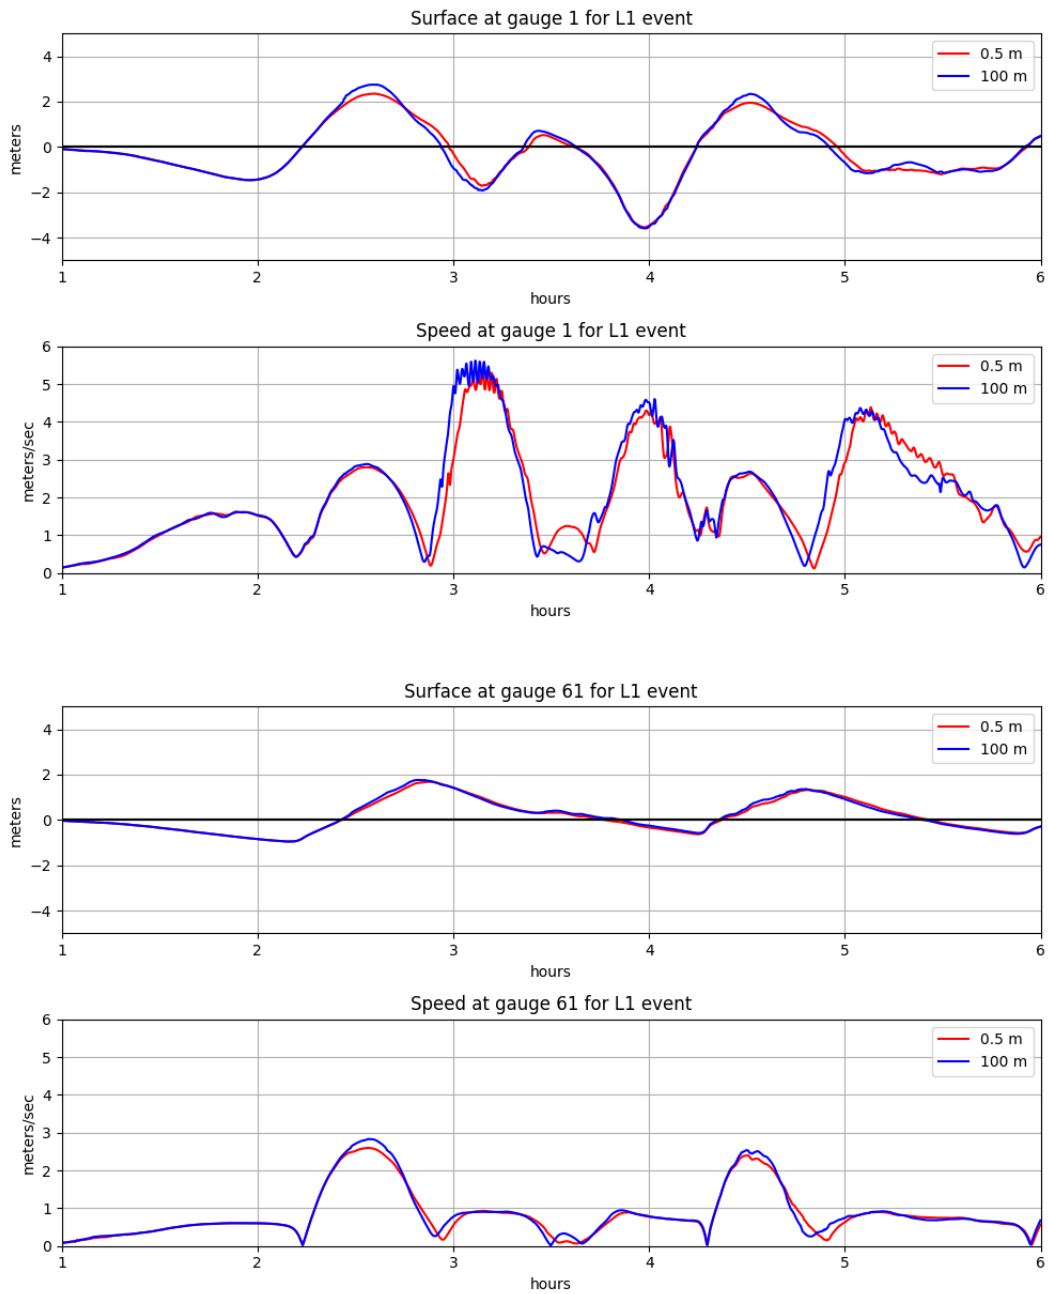 Surface at gauge 1 for L1 event
4
2
0
−2
−4
meters
0.5 m
100 m
1 2 3 4 5 6
hours
Speed at gauge 1 for L1 event
6
5
4
3
2
1
0
meters/sec
0.5 m
100 m
1 2 3 4 5 6
hours
Surface at gauge 61 for L1 event
4
2
0
−2
−4
meters
0.5 m
100 m
1 2 3 4 5 6
hours
Speed at gauge 61 for L1 event
6
5
4
3
2
1
0
meters/sec
0.5 m
100 m
1 2 3 4 5 6
hours